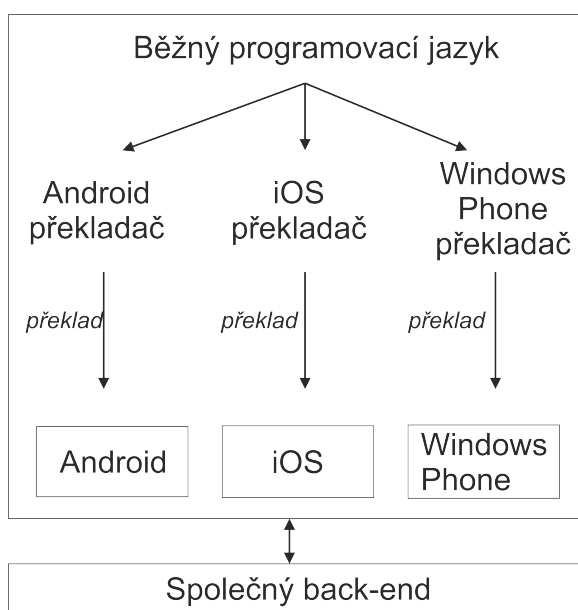 Běžný programovací jazyk
Android
překladač
iOS
překladač
Windows
Phone
překladač
překlad
překlad
překlad
Android
iOS
Windows
Phone
Společný back-end